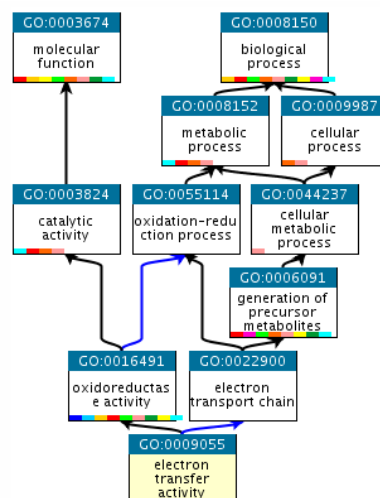 GO:0003674
molecular
function
GO:0008150
biological
process
GO:0008152
metabolic
process
GO:0009987
cellular
process
GO:0003824
catalytic
activity
GO:0055114
oxidation-redu
ction process
GO:0044237
cellular
metabolic
process
GO:0006091
generation of
precursor
metabolites
GO:0016491
oxidoreductas
e activity
GO:0022900
electron
transport chain
GO:0009055
electron
transfer
activity